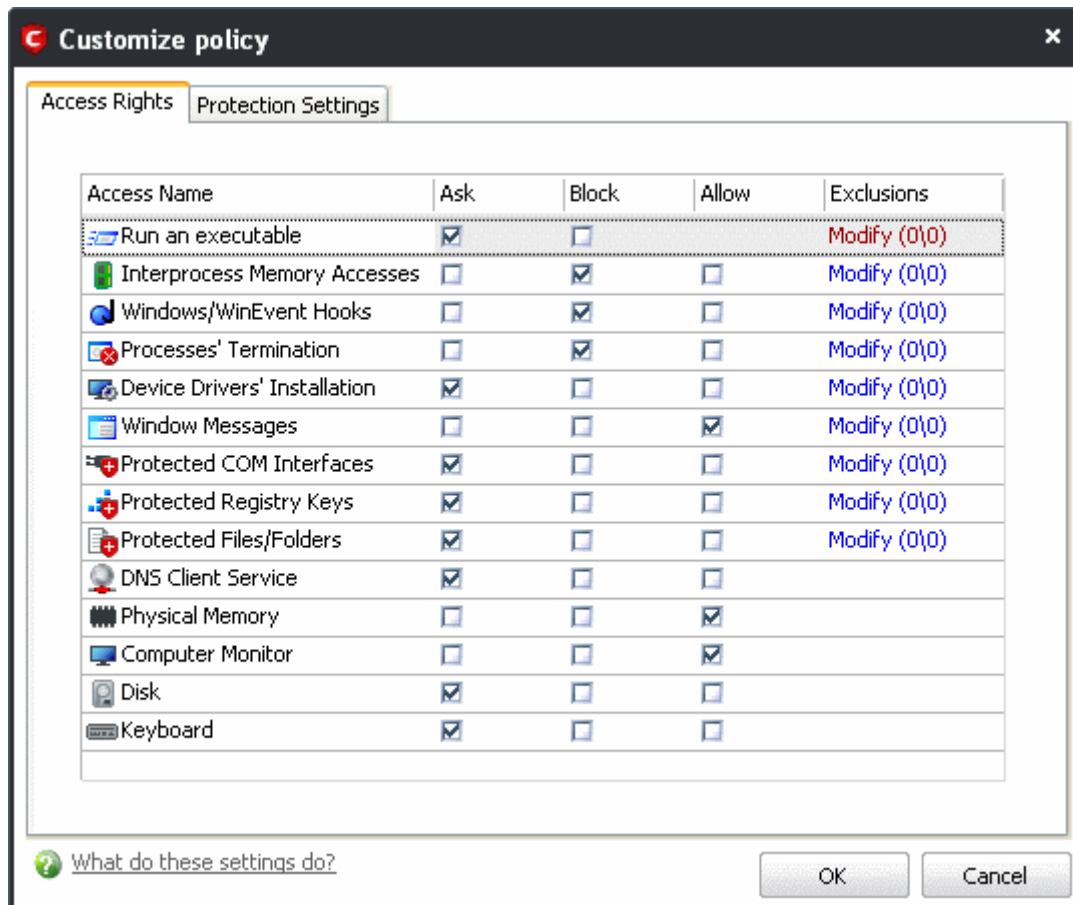 Customize policy
Access Rights Protection Settings
Access Name Ask Block Allow Exclusions
Run an executable Modify (0\0)
Interprocess Memory Accesses Modify (0\0)
Windows/WinEvent Hooks Modify (0\0)
Processes' Termination Modify (0\0)
Device Drivers' Installation Modify (0\0)
Window Messages Modify (0\0)
Protected COM Interfaces Modify (0\0)
Protected Registry Keys Modify (0\0)
Protected Files/Folders Modify (0\0)
DNS Client Service
Physical Memory
Computer Monitor
Disk
Keyboard
What do these settings do?
OK Cancel